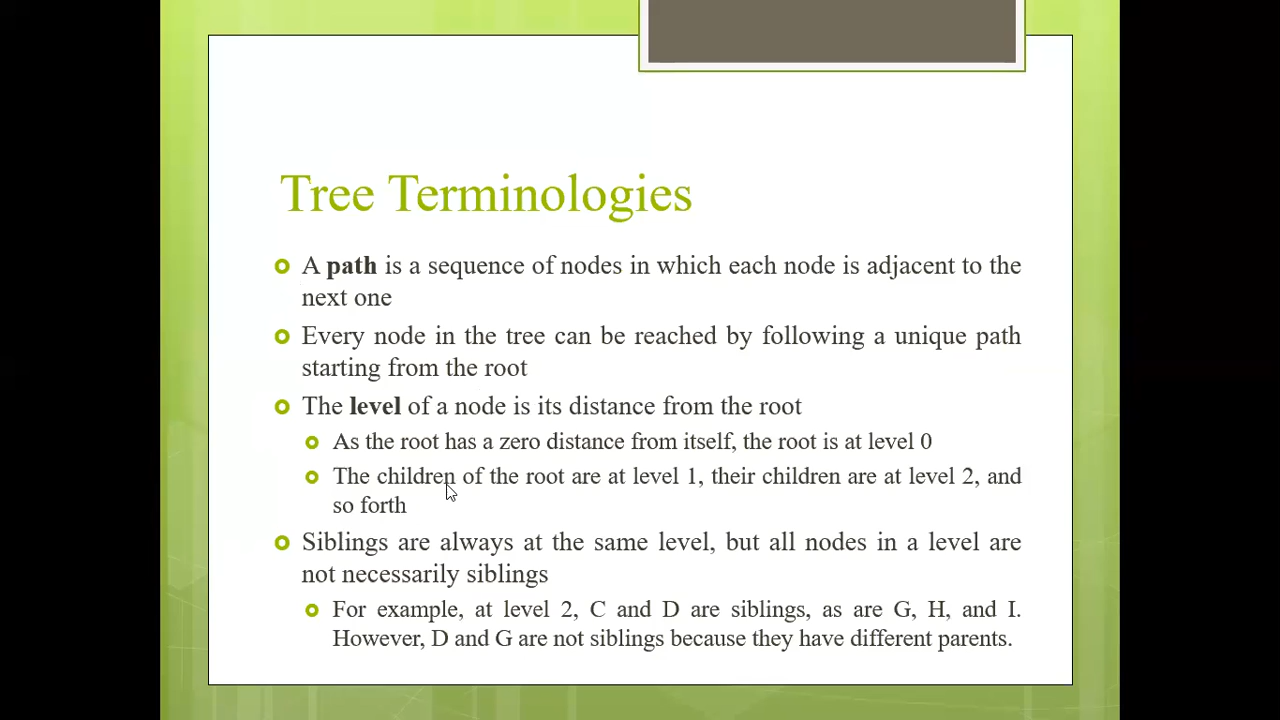 Tree Terminologies
A path is a sequence of nodes in which each node is adjacent to the
next one
Every node in the tree can be reached by following a unique path
starting from the root
The level of a node is its distance from the root
As the root has a zero distance from itself, the root is at level 0
The children of the root are at level 1, their children are at level 2, and
so forth
Siblings are always at the same level, but all nodes in a level are
not necessarily siblings
For example, at level 2, C and D are siblings, as are G, H, and I.
However, D and G are not siblings because they have different parents.